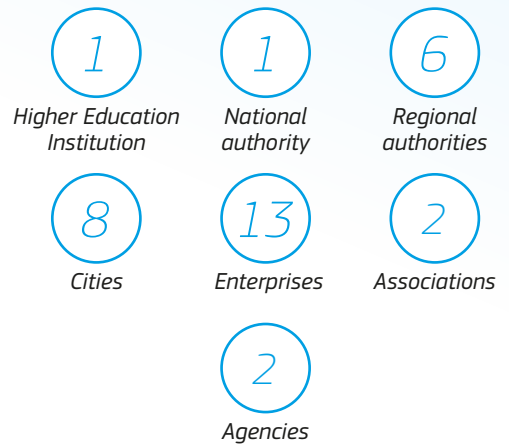 1
Higher Education
Institution
1
National
authority
6
Regional
authorities
8
Cities
13
Enterprises
2
Associations
2
Agencies